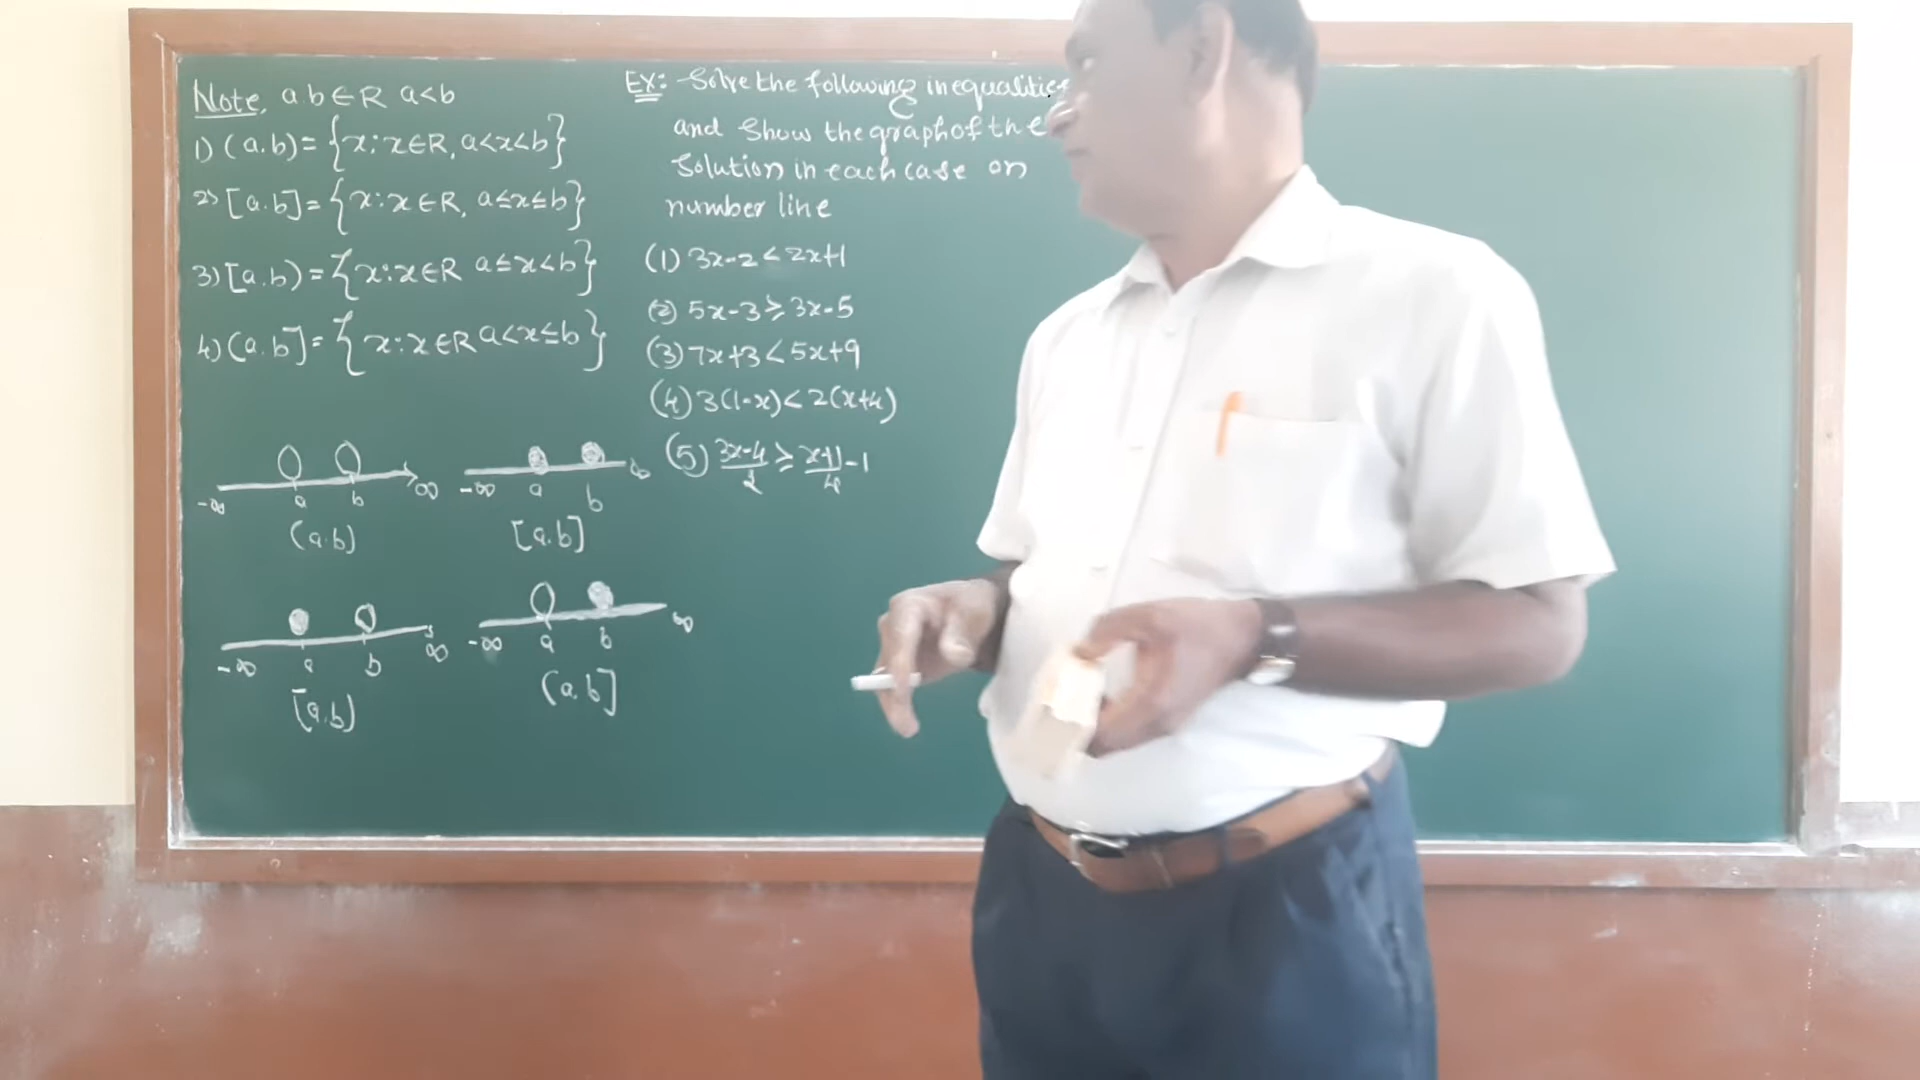 Note, a.b∈R a<b
1) (a.b) = {x:x∈R, a<x<b}
2) [a.b] = {x:x∈R, a≤x≤b}
3) [a.b) = {x:x∈R a≤x<b}
4) (a.b] = {x:x∈R a<x≤b}
-∞ a b ∞
(a.b)
-∞ a b ∞
[a.b]
-∞ a b ∞
[a.b)
-∞ a b ∞
(a.b]
EX: Solve the following inequalities
and Show the graph of the
Solution in each case on
number line
(1) 3x-2<2x+1
(2) 5x-3≥3x-5
(3) 7x+3<5x+9
(4) 3(1-x)<2(x+4)
(5) (3x-4)/2 ≥ (x+1)/4 -1